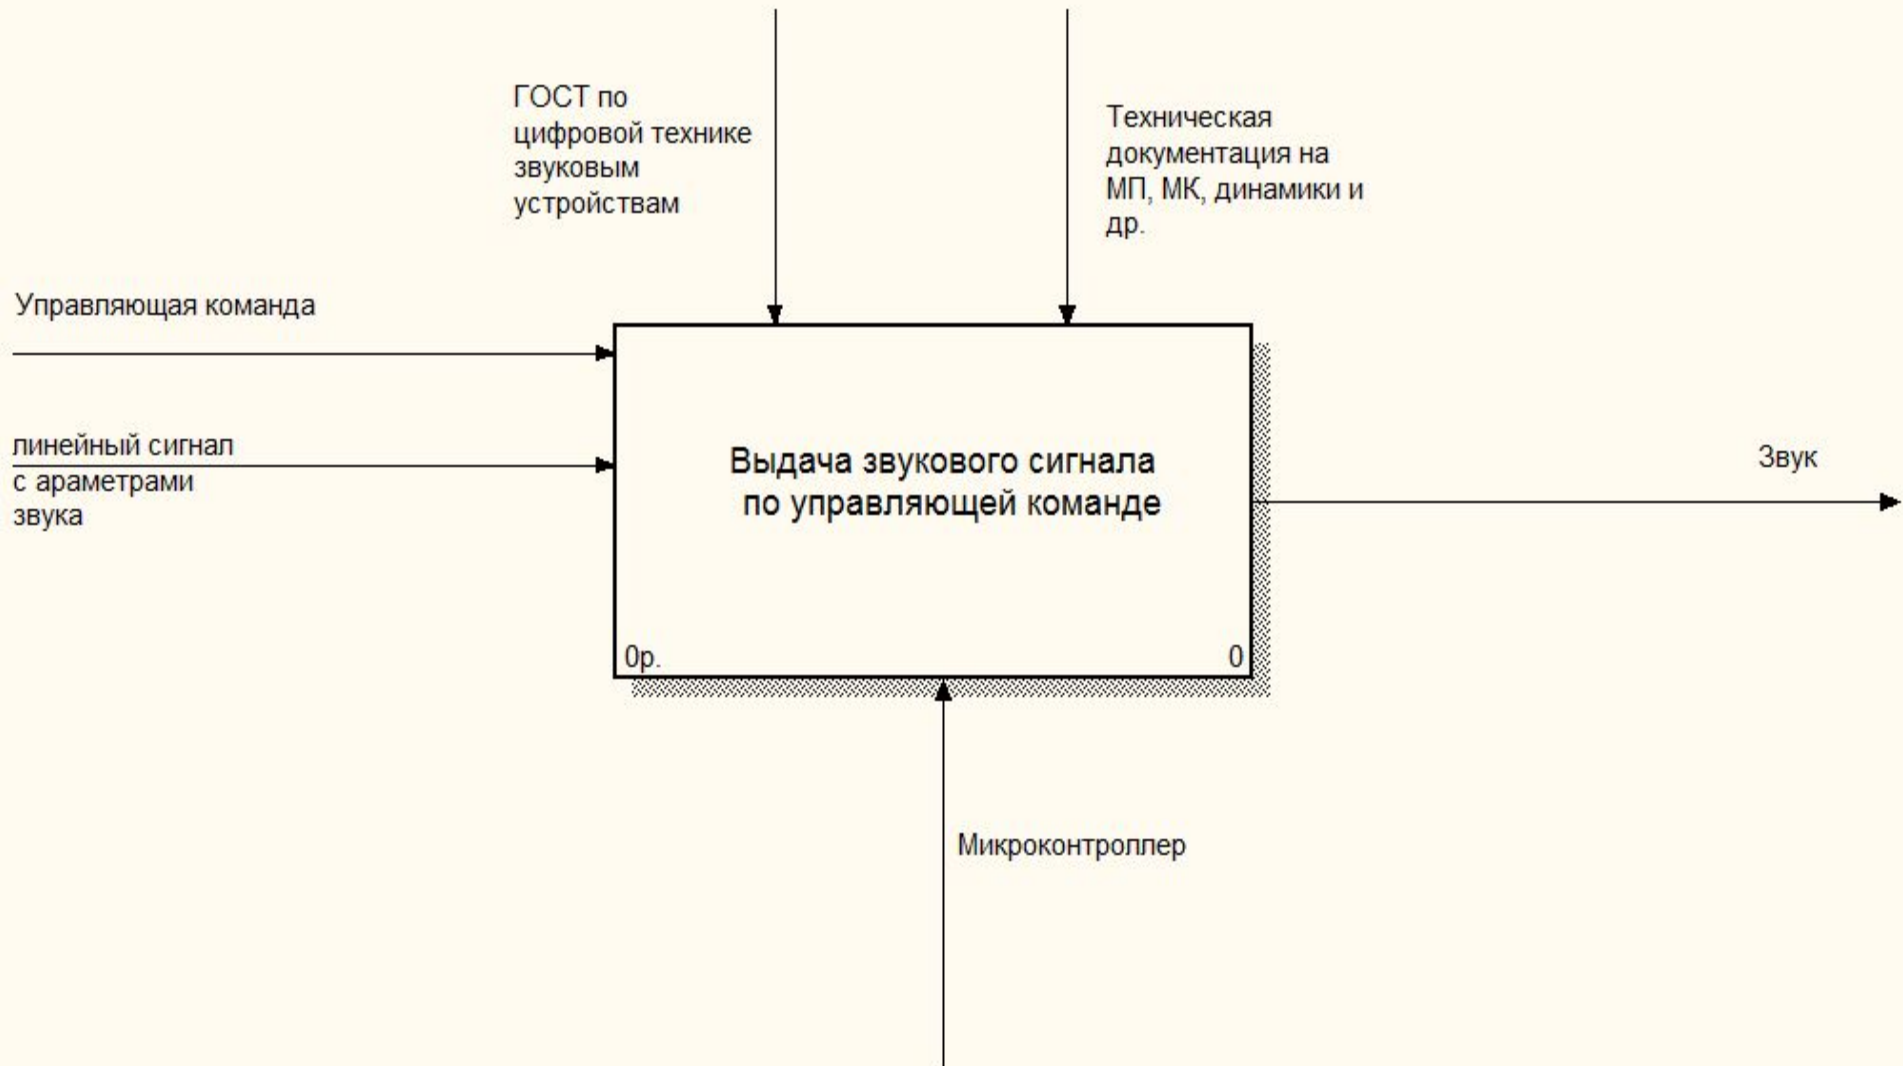 ГОСТ по
цифровой технике
звуковым
устройствам
Техническая
документация на
МП, МК, динамики и
др.
Управляющая команда
линейный сигнал
с араметрами
звука
Выдача звукового сигнала
по управляющей команде
0р.
0
Звук
Микроконтроллер